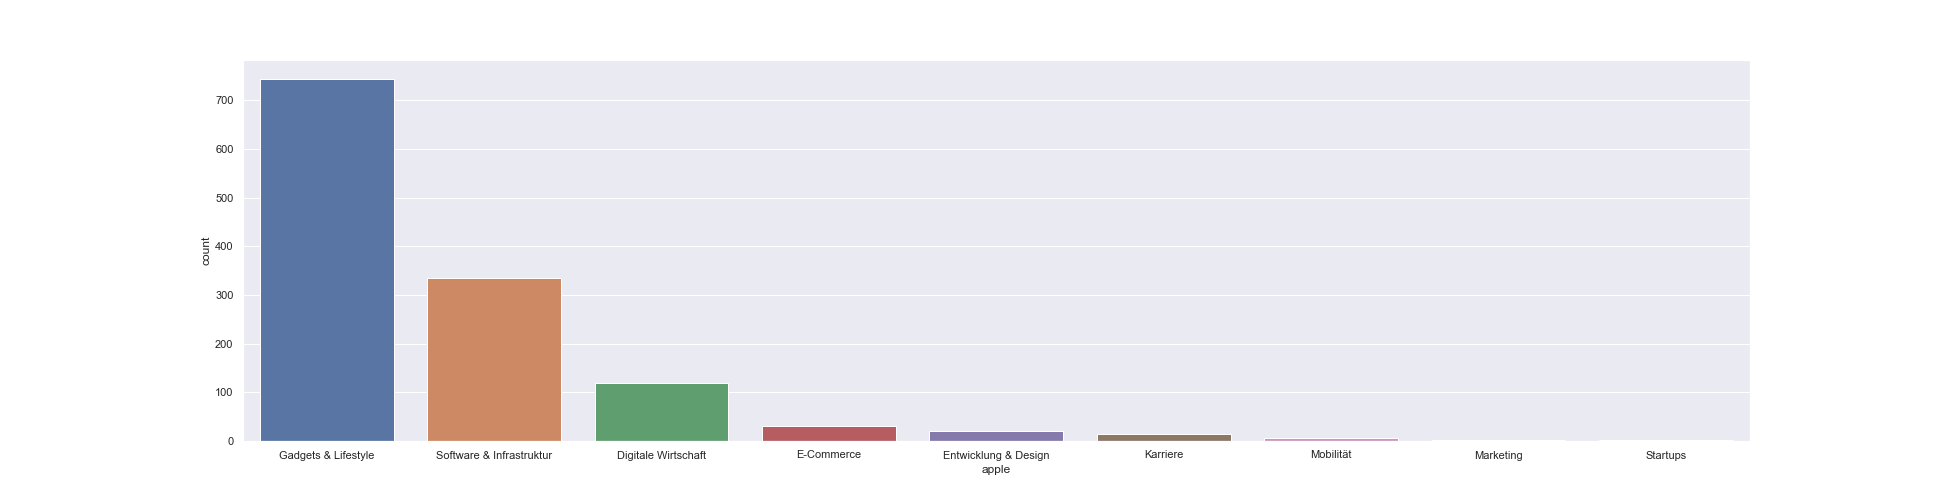 700
600
500
400
300
200
100
0
count
Gadgets & Lifestyle
Software & Infrastruktur
Digitale Wirtschaft
E-Commerce
Entwicklung & Design
Karriere
Mobilität
Marketing
Startups
apple